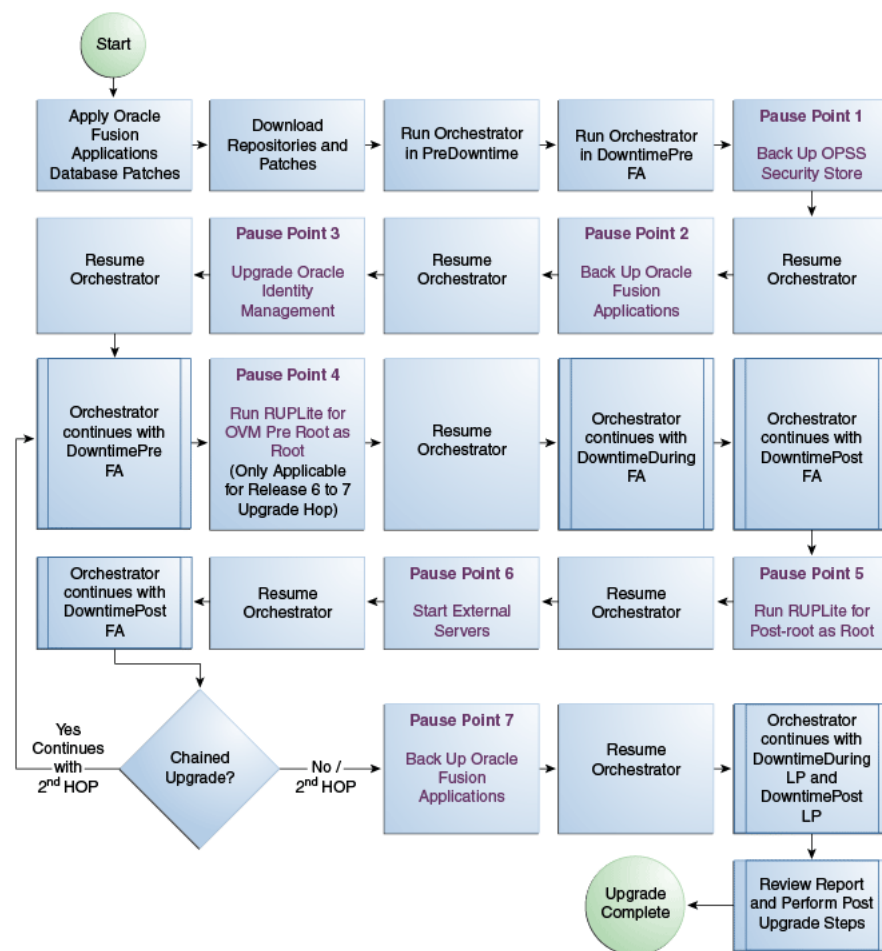 Start
Apply Oracle
Fusion
Applications
Database Patches
Download
Repositories and
Patches
Run Orchestrator
in PreDowntime
Run Orchestrator
in DowntimePre
FA
Pause Point 1
Back Up OPSS
Security Store
Resume
Orchestrator
Pause Point 2
Back Up Oracle
Fusion
Applications
Resume
Orchestrator
Pause Point 3
Upgrade Oracle
Identity
Management
Resume
Orchestrator
Orchestrator
continues with
DowntimePre
FA
Pause Point 4
Run RUPLite for
OVM Pre Root as
Root
(Only Applicable
for Release 6 to 7
Upgrade Hop)
Resume
Orchestrator
Orchestrator
continues with
DowntimeDuring
FA
Orchestrator
continues with
DowntimePost
FA
Pause Point 5
Run RUPLite for
Post-root as Root
Resume
Orchestrator
Pause Point 6
Start External
Servers
Resume
Orchestrator
Orchestrator
continues with
DowntimePost
FA
Chained
Upgrade?
Yes
Continues
with
2nd HOP
No /
2nd HOP
Pause Point 7
Back Up Oracle
Fusion
Applications
Resume
Orchestrator
Orchestrator
continues with
DowntimeDuring
LP and
DowntimePost
LP
Review Report
and Perform Post
Upgrade Steps
Upgrade
Complete